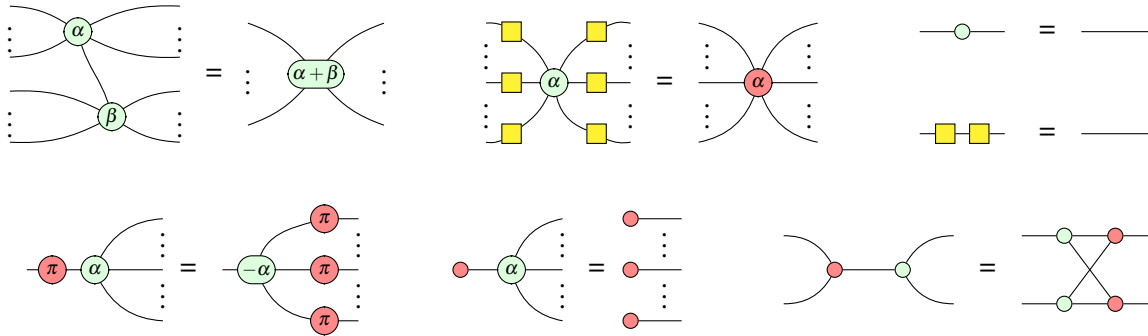 α
β
=
α + β
α
=
α
=
=
π
α
=
−α
π
π
π
α
=
=